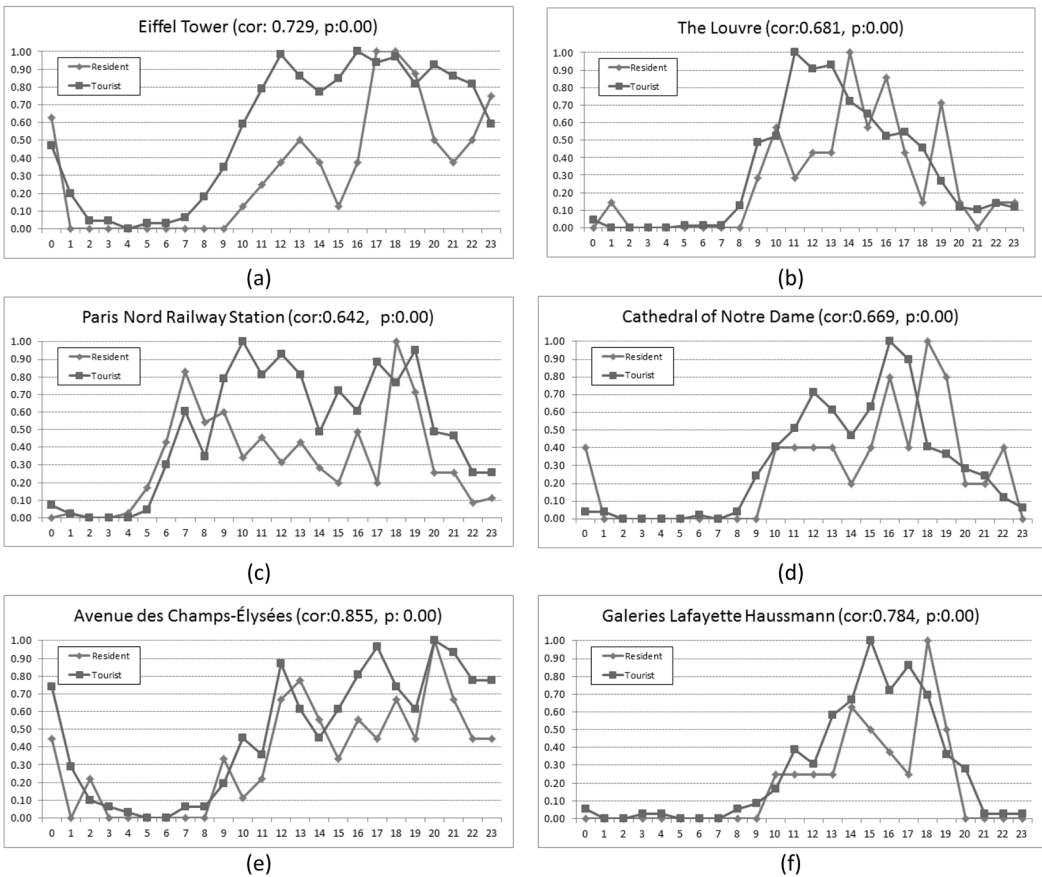 Eiffel Tower (cor: 0.729, p:0.00)
1.00
0.90
0.80
0.70
0.60
0.50
0.40
0.30
0.20
0.10
0.00
Resident
Tourist
0 1 2 3 4 5 6 7 8 9 10 11 12 13 14 15 16 17 18 19 20 21 22 23
(a)
The Louvre (cor:0.681, p:0.00)
1.00
0.90
0.80
0.70
0.60
0.50
0.40
0.30
0.20
0.10
0.00
Resident
Tourist
0 1 2 3 4 5 6 7 8 9 10 11 12 13 14 15 16 17 18 19 20 21 22 23
(b)
Paris Nord Railway Station (cor:0.642, p:0.00)
1.00
0.90
0.80
0.70
0.60
0.50
0.40
0.30
0.20
0.10
0.00
Resident
Tourist
0 1 2 3 4 5 6 7 8 9 10 11 12 13 14 15 16 17 18 19 20 21 22 23
(c)
Cathedral of Notre Dame (cor:0.669, p:0.00)
1.00
0.90
0.80
0.70
0.60
0.50
0.40
0.30
0.20
0.10
0.00
Resident
Tourist
0 1 2 3 4 5 6 7 8 9 10 11 12 13 14 15 16 17 18 19 20 21 22 23
(d)
Avenue des Champs-Élysées (cor:0.855, p: 0.00)
1.00
0.90
0.80
0.70
0.60
0.50
0.40
0.30
0.20
0.10
0.00
Resident
Tourist
0 1 2 3 4 5 6 7 8 9 10 11 12 13 14 15 16 17 18 19 20 21 22 23
(e)
Galeries Lafayette Haussmann (cor:0.784, p:0.00)
1.00
0.90
0.80
0.70
0.60
0.50
0.40
0.30
0.20
0.10
0.00
Resident
Tourist
0 1 2 3 4 5 6 7 8 9 10 11 12 13 14 15 16 17 18 19 20 21 22 23
(f)